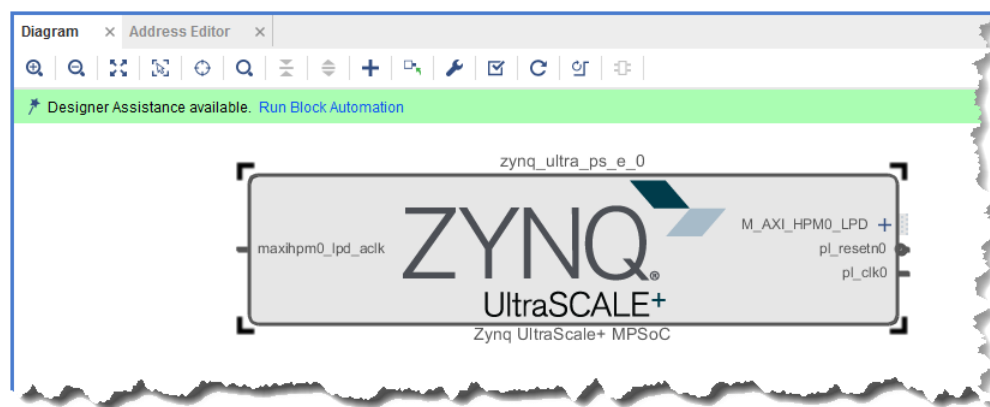 Diagram × Address Editor ×
Designer Assistance available. Run Block Automation
zynq_ultra_ps_e_0
M_AXI_HPM0_LPD
maxihpm0_lpd_aclk
pl_resetn0
pl_clk0
ZYNQ®
UltraSCALE+
Zynq UltraScale+ MPSoC